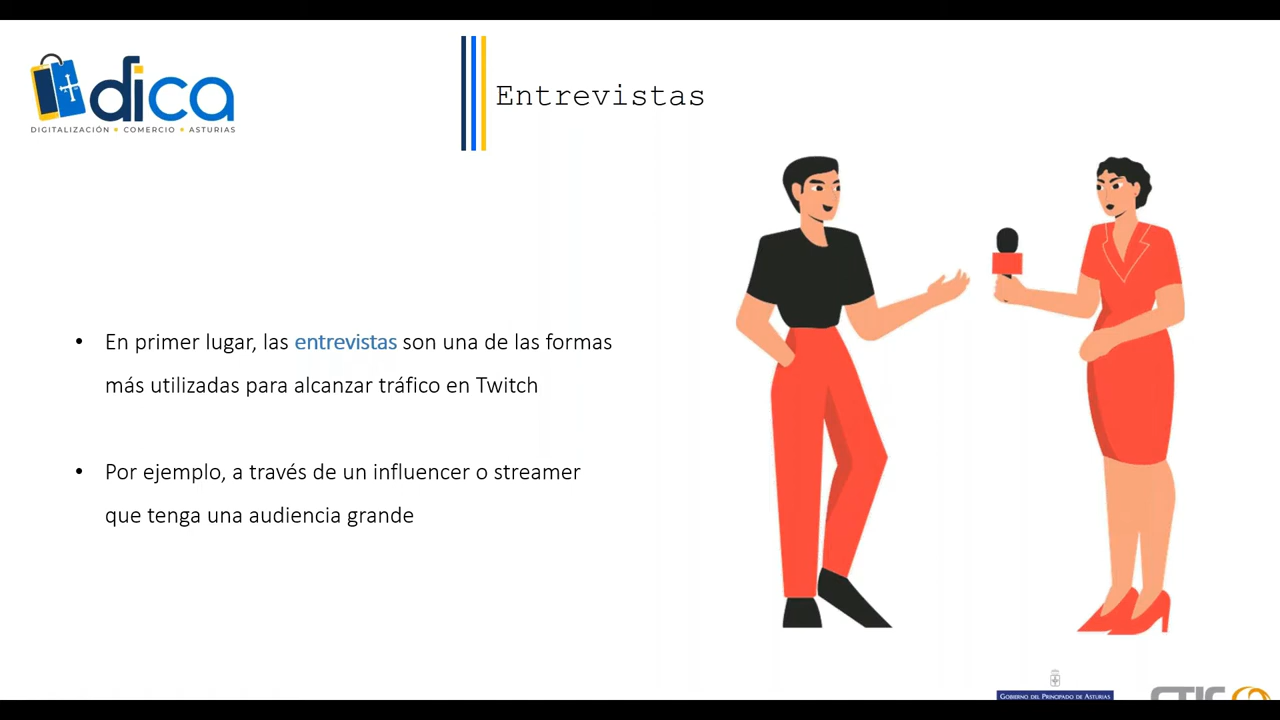 dica
DIGITALIZACIÓN • COMERCIO • ASTURIAS
Entrevistas
• En primer lugar, las entrevistas son una de las formas
más utilizadas para alcanzar tráfico en Twitch
• Por ejemplo, a través de un influencer o streamer
que tenga una audiencia grande
GOBIERNO DEL PRINCIPADO DE ASTURIAS